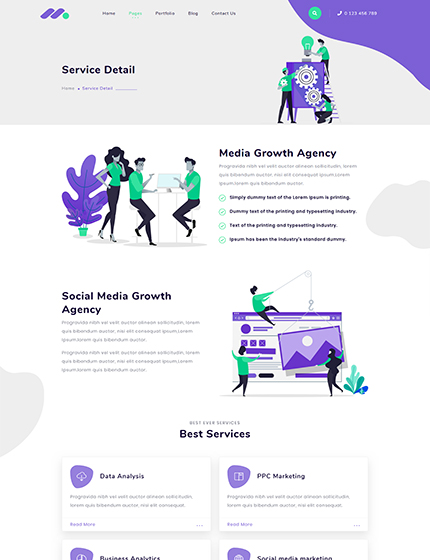 Home Pages Portfolio Blog Contact Us 0 123 456 789
Service Detail
Home Service Detail
Media Growth Agency
Pragravida nibh vel velit auctor alinean sollicitudin, lorem
quis bibendum auctor, nisi elit consequat ipsum,Lorem
ipsum,lorem quis bibendum auctor.
Simply dummy text of the Lorem Ipsum is printing.
Dummy text of the printing and typesetting industry.
Text of the printing and typesetting industry.
Ipsum has been the industry's standard dummy.
Social Media Growth
Agency
Pragravida nibh vel velit auctor alinean sollicitudin, lorem
quis bibendum auctor, nisi elit consequat ipsum,Lorem
ipsum,lorem quis bibendum auctor.
Pragravida nibh vel velit auctor alinean sollicitudin, lorem
quis bibendum auctor, nisi elit consequat ipsum,Lorem
ipsum,lorem quis bibendum auctor.
BEST EVER SERVICES
Best Services
Data Analysis
Pragravida nibh vel velit auctor alinean sollicitudin,
lorem quis bibendum auctor, nisi elit consequat.
Read More ...
PPC Marketing
Pragravida nibh vel velit auctor alinean sollicitudin,
lorem quis bibendum auctor, nisi elit consequat.
Read More ...
Business Analytics
Social media marketing